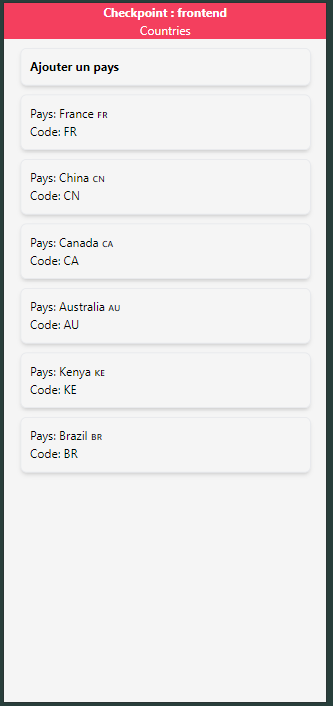 Checkpoint : frontend
Countries
Ajouter un pays
Pays: France FR
Code: FR
Pays: China CN
Code: CN
Pays: Canada CA
Code: CA
Pays: Australia AU
Code: AU
Pays: Kenya KE
Code: KE
Pays: Brazil BR
Code: BR